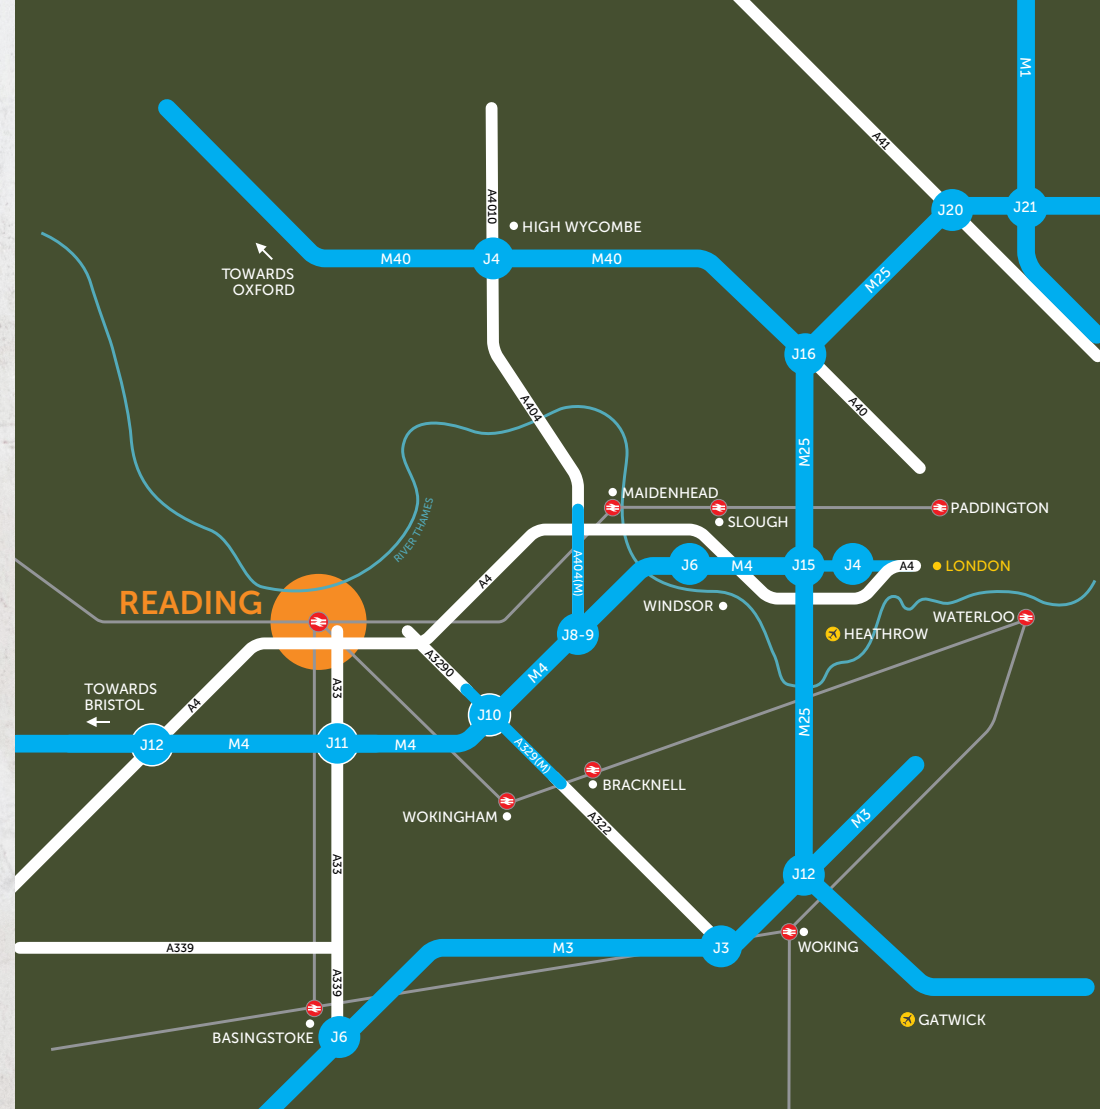 M1
A41
J20
J21
A4010
HIGH WYCOMBE
M40
J4
M40
M25
TOWARDS
OXFORD
J16
A40
A404
M25
RIVER THAMES
MAIDENHEAD
SLOUGH
PADDINGTON
A404(M)
J6
M4
J15
J4
A4
LONDON
A4
READING
WINDSOR
HEATHROW
WATERLOO
J8-9
A3290
M4
TOWARDS
BRISTOL
A4
A33
J10
M25
J12
M4
J11
M4
A329(M)
BRACKNELL
WOKINGHAM
A322
M3
A33
J12
A339
M3
J3
WOKING
A339
BASINGSTOKE
J6
GATWICK